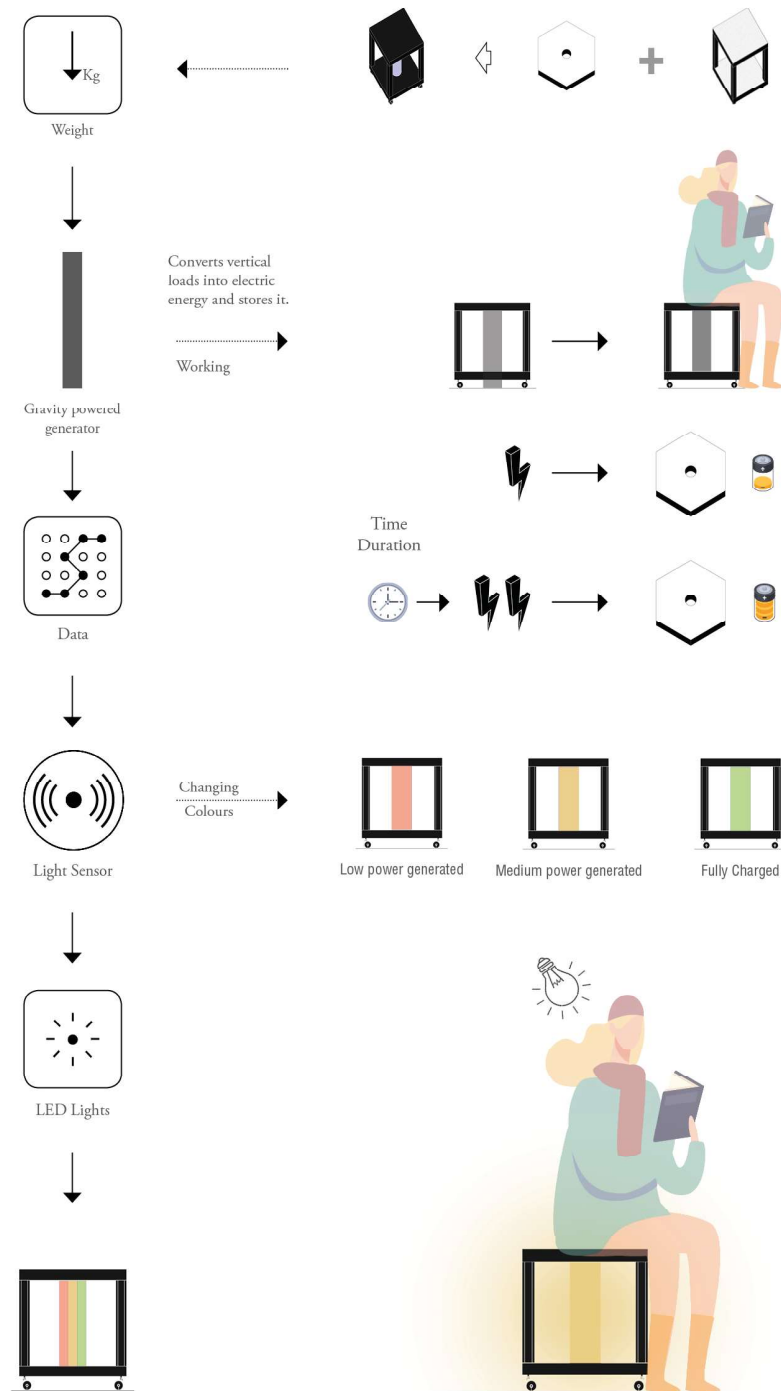 Kg
Weight
Converts vertical
loads into electric
energy and stores it.
Working
Gravity powered
generator
Time
Duration
Data
Changing
Colours
Light Sensor
Low power generated
Medium power generated
Fully Charged
LED Lights